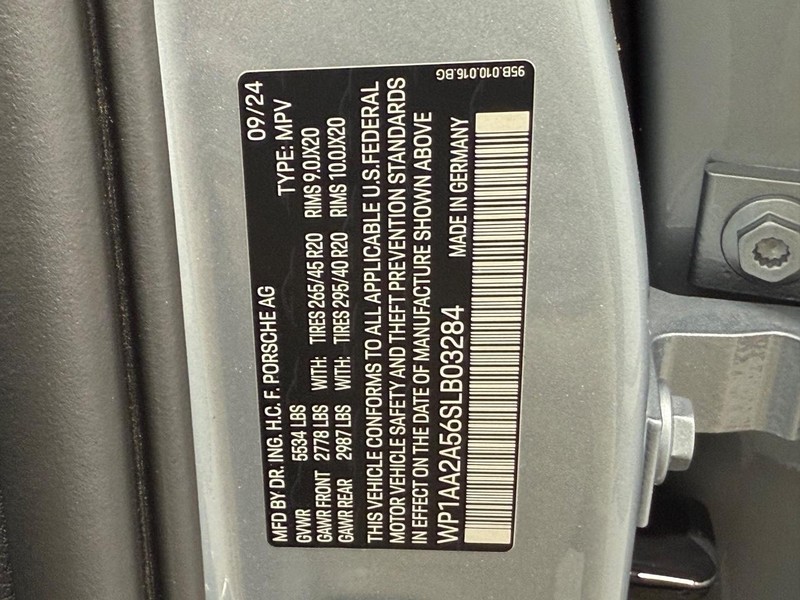 MFD BY DR. ING. H.C. F. PORSCHE AG 09/24
GVWR 5534 LBS TYPE: MPV
GAWR FRONT 2778 LBS WITH: TIRES 265/45 R20 RIMS 9.0JX20
GAWR REAR 2987 LBS WITH: TIRES 295/40 R20 RIMS 10.0JX20
THIS VEHICLE CONFORMS TO ALL APPLICABLE U.S. FEDERAL
MOTOR VEHICLE SAFETY AND THEFT PREVENTION STANDARDS
IN EFFECT ON THE DATE OF MANUFACTURE SHOWN ABOVE
WP1AA2A56SLB03284 MADE IN GERMANY
95B.010.016.BG